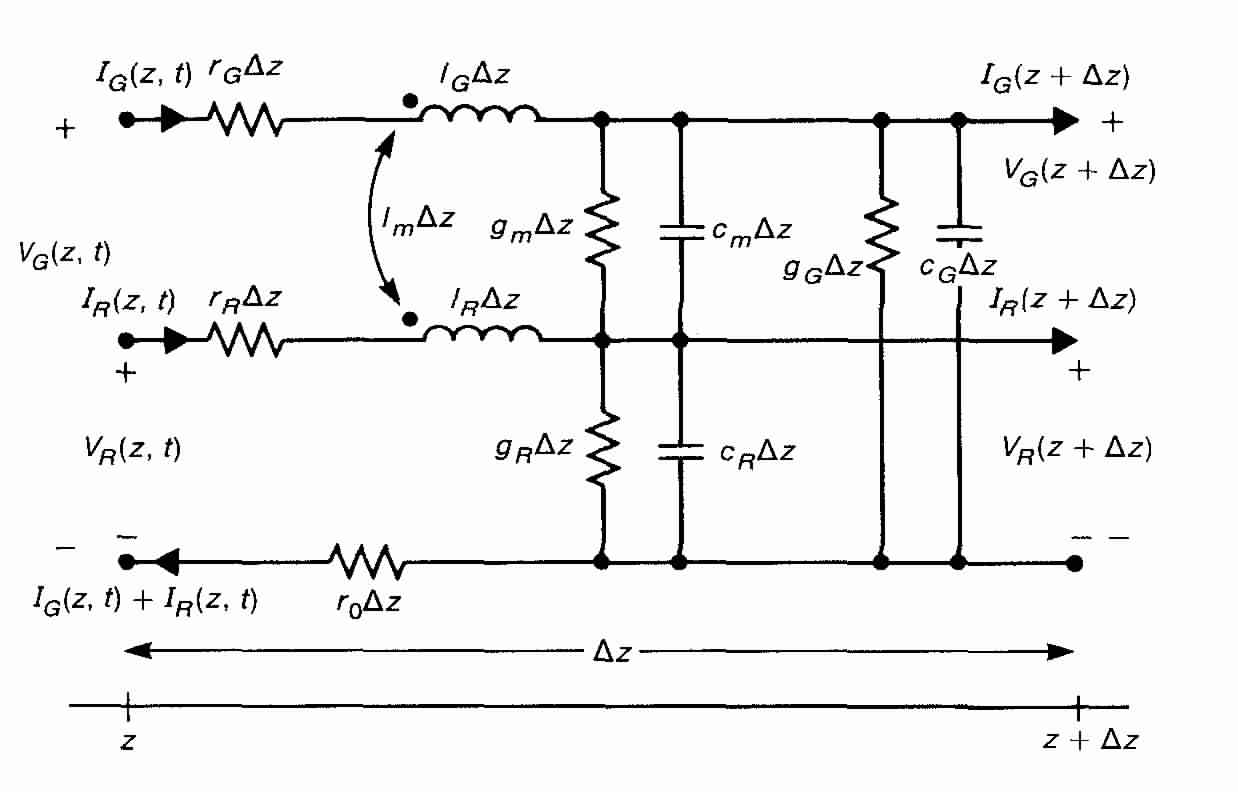 I_G(z, t) r_GΔz l_GΔz I_G(z + Δz)
+ +
V_G(z + Δz)
l_mΔz g_mΔz c_mΔz
V_G(z, t) g_GΔz c_GΔz
I_R(z, t) r_RΔz l_RΔz I_R(z + Δz)
+ +
V_R(z, t) g_RΔz c_RΔz V_R(z + Δz)
− − − −
I_G(z, t) + I_R(z, t) r_0Δz
Δz
z z + Δz